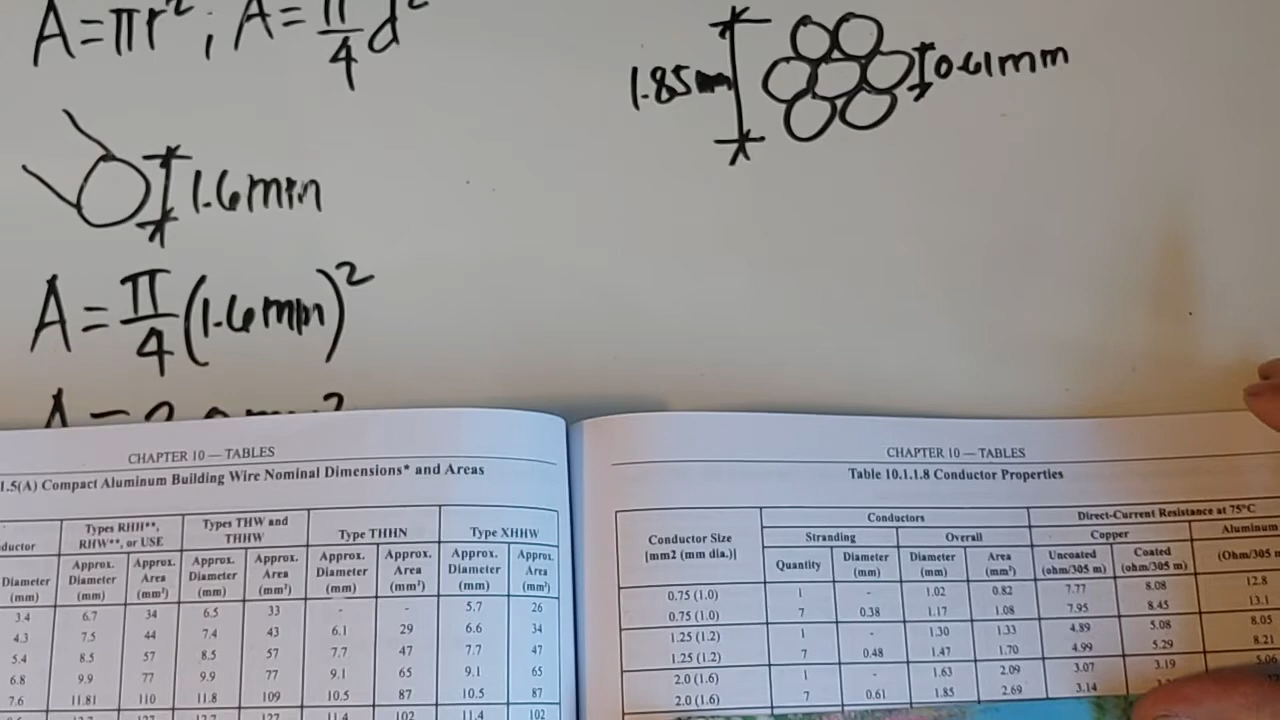 A=πr²; A=π/4 d²
1.85mm
0.61mm
1.6mm
A=π/4(1.6mm)²
CHAPTER 10 — TABLES
1.5(A) Compact Aluminum Building Wire Nominal Dimensions* and Areas
Types RHH**, RHW**, or USE Types THW and THHW Type THHN Type XHHW
Diameter (mm) Approx. Diameter (mm) Approx. Area (mm²) Approx. Diameter (mm) Approx. Area (mm²) Approx. Diameter (mm) Approx. Area (mm²) Approx. Diameter (mm) Approx. Area (mm²)
3.4 6.7 34 6.5 33 - - 5.7 26
4.3 7.5 44 7.4 43 6.1 29 6.6 34
5.4 8.5 57 8.5 57 7.7 47 7.7 47
6.8 9.9 77 9.9 77 9.1 65 9.1 65
7.6 11.81 110 11.8 109 10.5 87 10.5 87
127 127 11.4 102 11.4 102
CHAPTER 10 — TABLES
Table 10.1.1.8 Conductor Properties
Conductors Direct-Current Resistance at 75°C
Conductor Size [mm2 (mm dia.)] Stranding Overall Copper Aluminum
Quantity Diameter (mm) Diameter (mm) Area (mm²) Uncoated (ohm/305 m) Coated (ohm/305 m) (Ohm/305
0.75 (1.0) 1 - 1.02 0.82 7.77 8.08 12.8
0.75 (1.0) 7 0.38 1.17 1.08 7.95 8.45 13.1
1.25 (1.2) 1 - 1.30 1.33 4.89 5.08 8.05
1.25 (1.2) 7 0.48 1.47 1.70 4.99 5.29 8.21
2.0 (1.6) 1 - 1.63 2.09 3.07 3.19 5.06
2.0 (1.6) 7 0.61 1.85 2.69 3.14